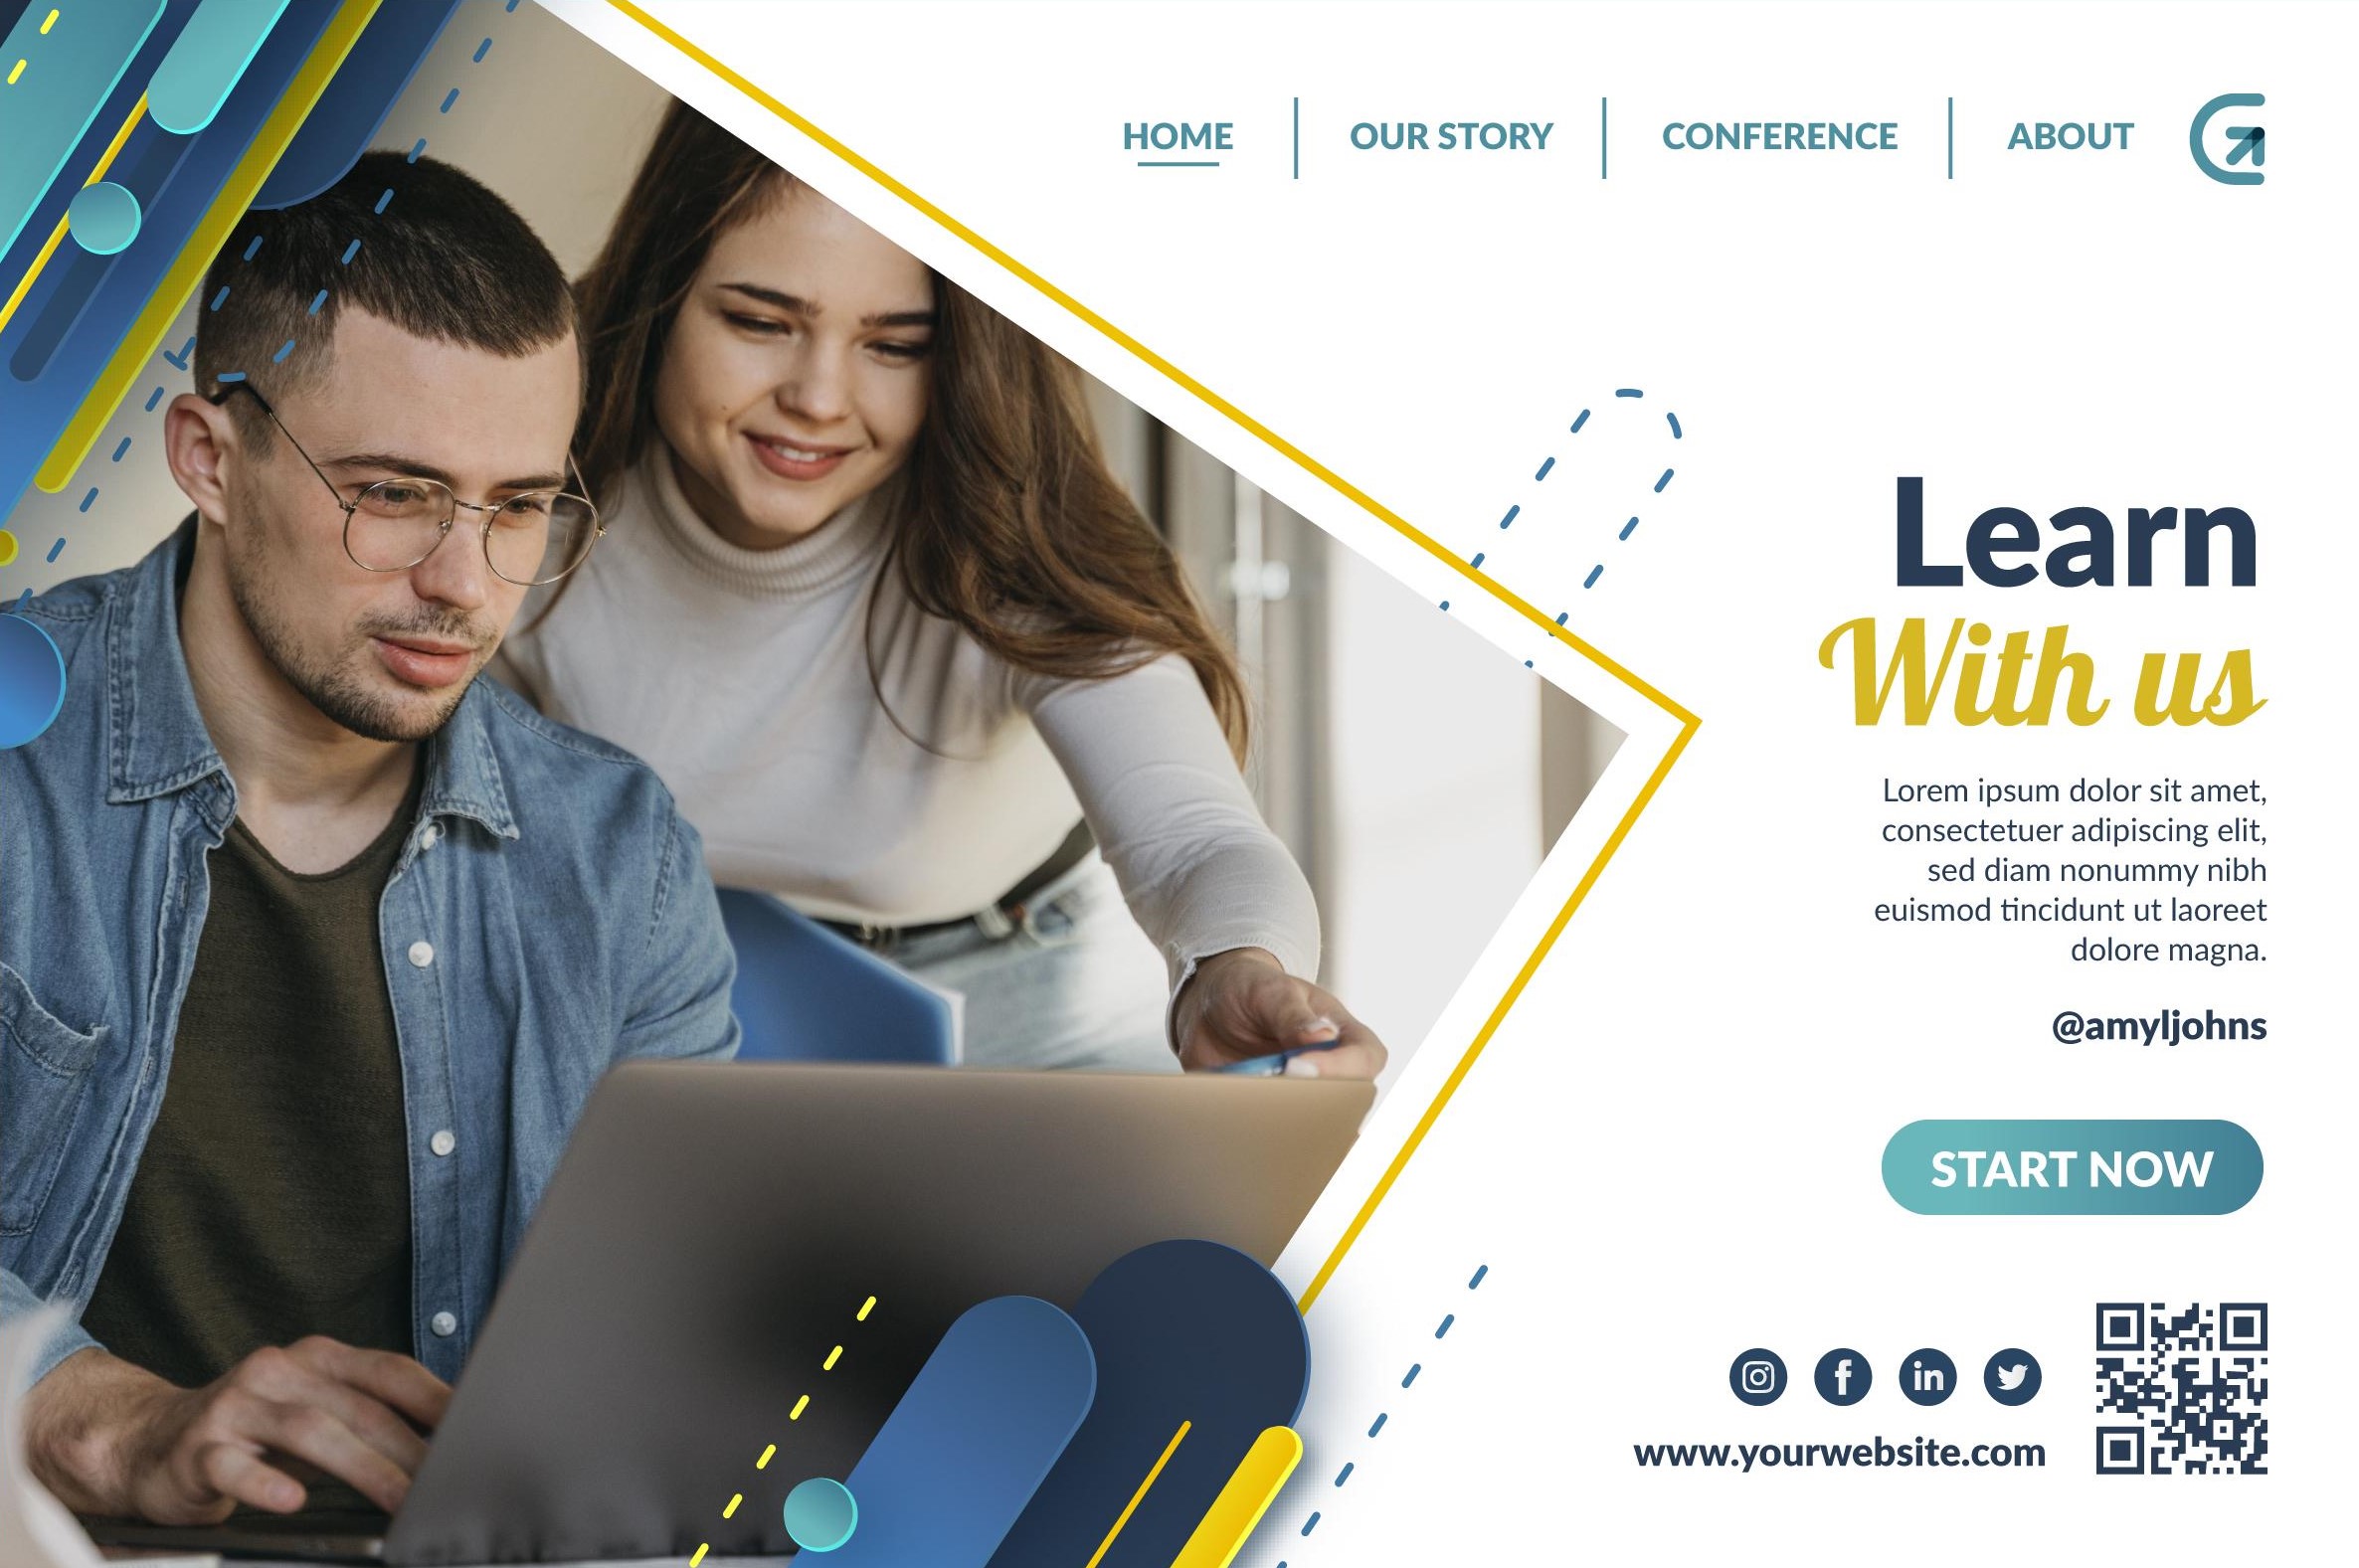 HOME
OUR STORY
CONFERENCE
ABOUT
Learn
With us
Lorem ipsum dolor sit amet,
consectetuer adipiscing elit,
sed diam nonummy nibh
euismod tincidunt ut laoreet
dolore magna.
@amyljohns
START NOW
www.yourwebsite.com